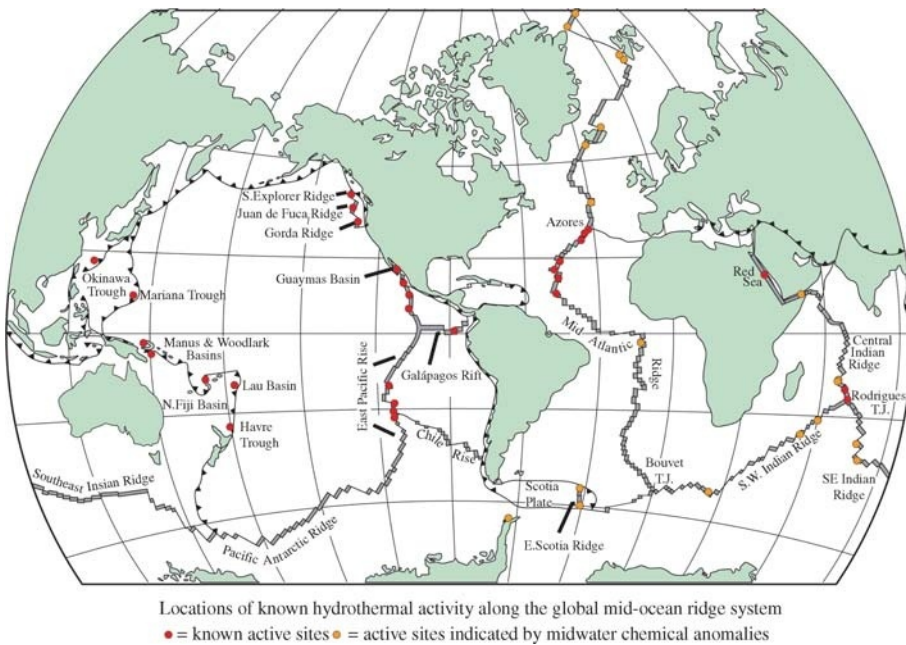 S.Explorer Ridge
Juan de Fuca Ridge
Gorda Ridge
Azores
Guaymas Basin
Okinawa
Trough
Mariana Trough
Red
Sea
Manus & Woodlark
Basins
Mid Atlantic
Ridge
Central
Indian
Ridge
Galápagos Rift
East Pacific Rise
N.Fiji Basin
Lau Basin
Rodrigues
T.J.
Havre
Trough
Chile Rise
S.W. Indian Ridge
Southeast Insian Ridge
Scotia
Plate
Bouvet
T.J.
SE Indian
Ridge
Pacific Antarctic Ridge
E.Scotia Ridge
Locations of known hydrothermal activity along the global mid-ocean ridge system
= known active sites = active sites indicated by midwater chemical anomalies